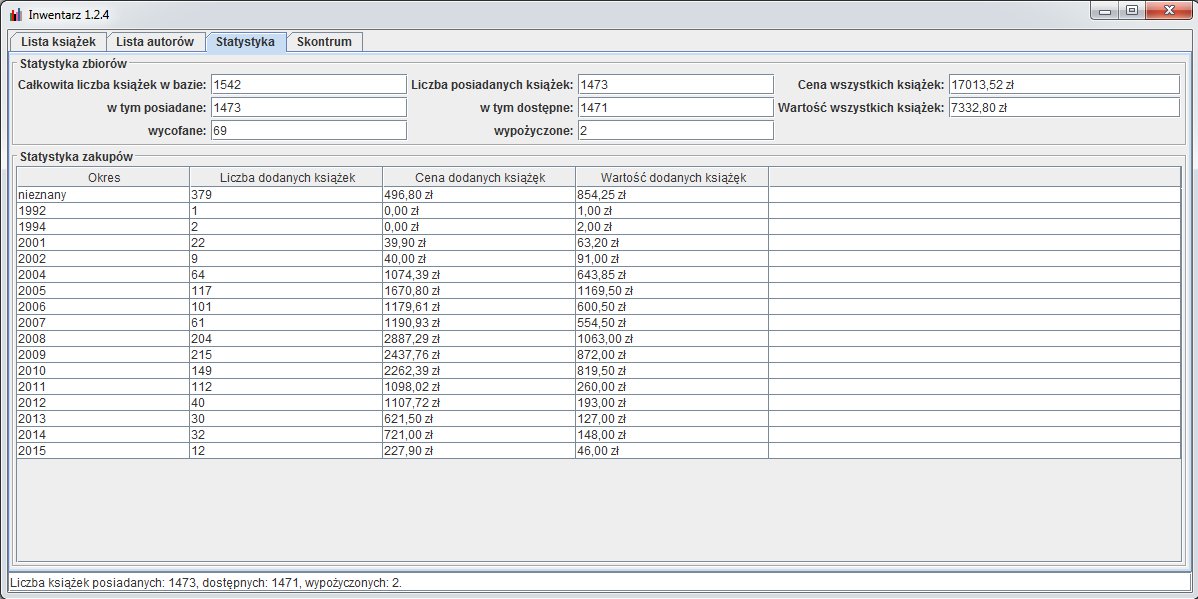 Inwentarz 1.2.4
Lista książek Lista autorów Statystyka Skontrum
Statystyka zbiorów
Całkowita liczba książek w bazie: 1542 Liczba posiadanych książek: 1473 Cena wszystkich książek: 17013,52 zł
w tym posiadane: 1473 w tym dostępne: 1471 Wartość wszystkich książek: 7332,80 zł
wycofane: 69 wypożyczone: 2
Statystyka zakupów
Okres Liczba dodanych książek Cena dodanych książęk Wartość dodanych książęk
nieznany 379 496,80 zł 854,25 zł
1992 1 0,00 zł 1,00 zł
1994 2 0,00 zł 2,00 zł
2001 22 39,90 zł 63,20 zł
2002 9 40,00 zł 91,00 zł
2004 64 1074,39 zł 643,85 zł
2005 117 1670,80 zł 1169,50 zł
2006 101 1179,61 zł 600,50 zł
2007 61 1190,93 zł 554,50 zł
2008 204 2887,29 zł 1063,00 zł
2009 215 2437,76 zł 872,00 zł
2010 149 2262,39 zł 819,50 zł
2011 112 1098,02 zł 260,00 zł
2012 40 1107,72 zł 193,00 zł
2013 30 621,50 zł 127,00 zł
2014 32 721,00 zł 148,00 zł
2015 12 227,90 zł 46,00 zł
Liczba książek posiadanych: 1473, dostępnych: 1471, wypożyczonych: 2.